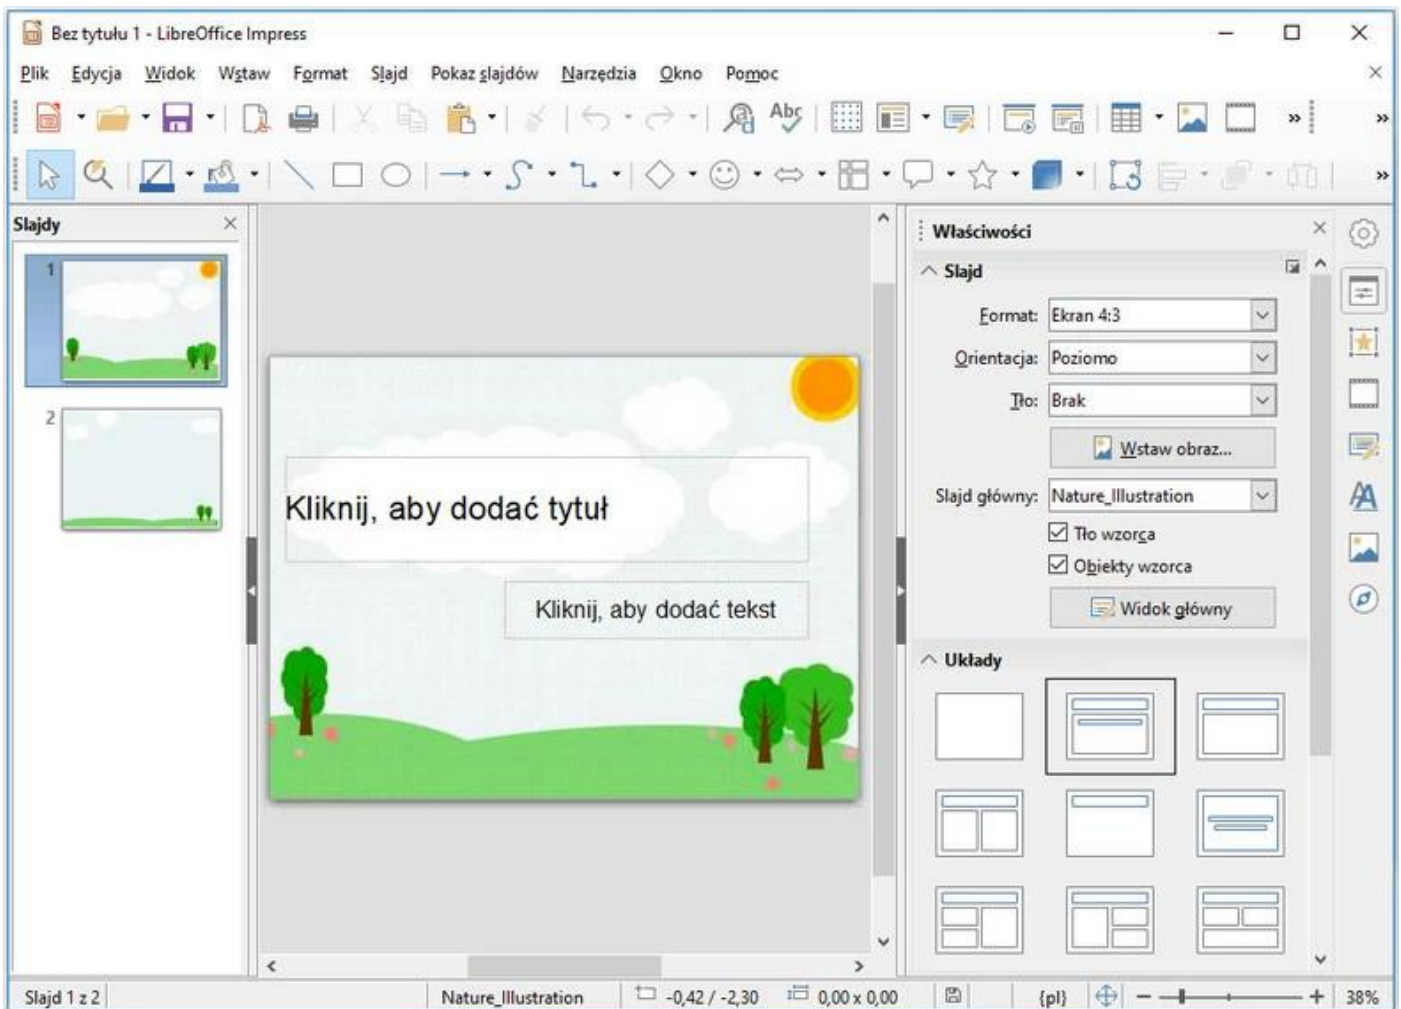 Bez tytułu 1 - LibreOffice Impress
Plik Edycja Widok Wstaw Format Slajd Pokaz slajdów Narzędzia Okno Pomoc
Abc
Slajdy
1
2
Kliknij, aby dodać tytuł
Kliknij, aby dodać tekst
Właściwości
Slajd
Format: Ekran 4:3
Orientacja: Poziomo
Tło: Brak
Wstaw obraz...
Slajd główny: Nature_Illustration
Tło wzorca
Obiekty wzorca
Widok główny
Układy
Slajd 1 z 2 Nature_Illustration -0,42 / -2,30 0,00 x 0,00 {pl} 38%